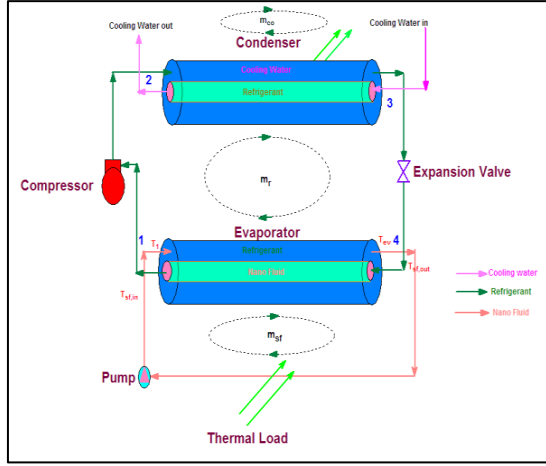 Cooling Water out
m_co
Cooling Water in
Condenser
2
Cooling Water
Refrigerant
3
Compressor
m_r
Expansion Valve
Evaporator
1
T_1
Refrigerant
T_ev
4
Nano Fluid
T_sf,in
T_sf,out
Cooling water
Refrigerant
Nano Fluid
m_sf
Pump
Thermal Load